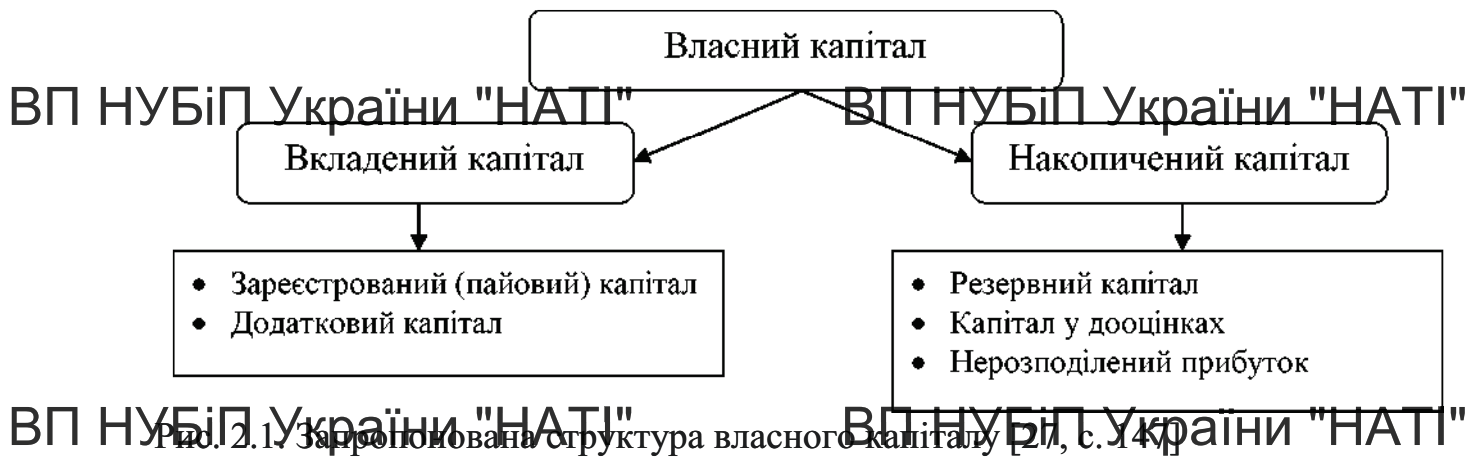 Власний капітал
ВП НУБіП України "НАТІ" ВП НУБіП України "НАТІ"
Вкладений капітал Накопичений капітал
• Зареєстрований (пайовий) капітал
• Додатковий капітал
• Резервний капітал
• Капітал у дооцінках
• Нерозподілений прибуток
ВП НУБіП України "НАТІ" ВП НУБіП України "НАТІ"
Рис. 2.1. Запропонована структура власного капіталу [27, с. 147]